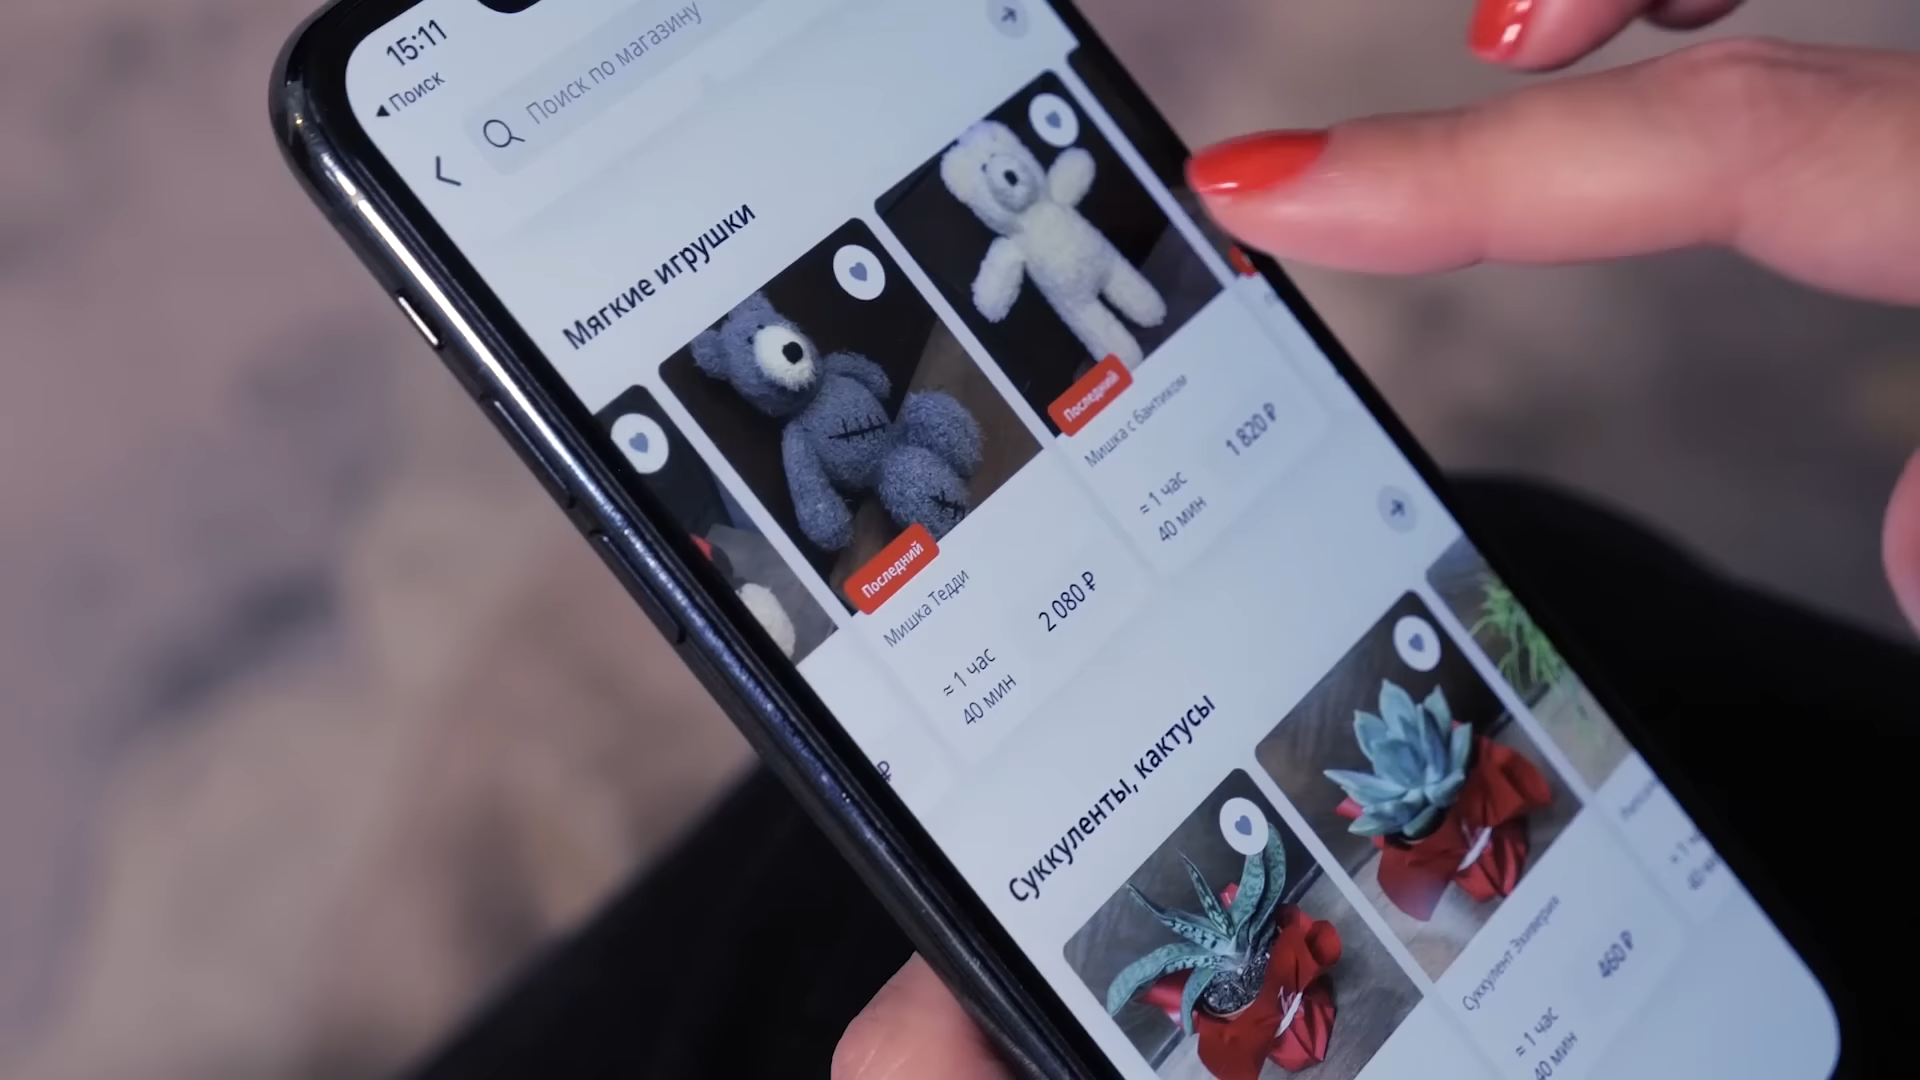 15:11
Поиск
Поиск по магазину
Мягкие игрушки
Последний
Мишка Тедди
≈ 1 час
40 мин
2 080 ₽
Последний
Мишка с бантиком
≈ 1 час
40 мин
1 820 ₽
₽
Суккуленты, кактусы
Суккулент Эхиверия
≈ 1 час
40 мин
460 ₽